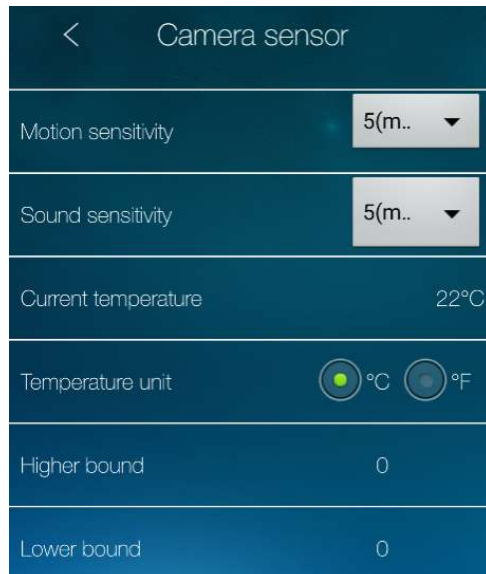 Camera sensor
Motion sensitivity 5(m..
Sound sensitivity 5(m..
Current temperature 22°C
Temperature unit °C °F
Higher bound 0
Lower bound 0